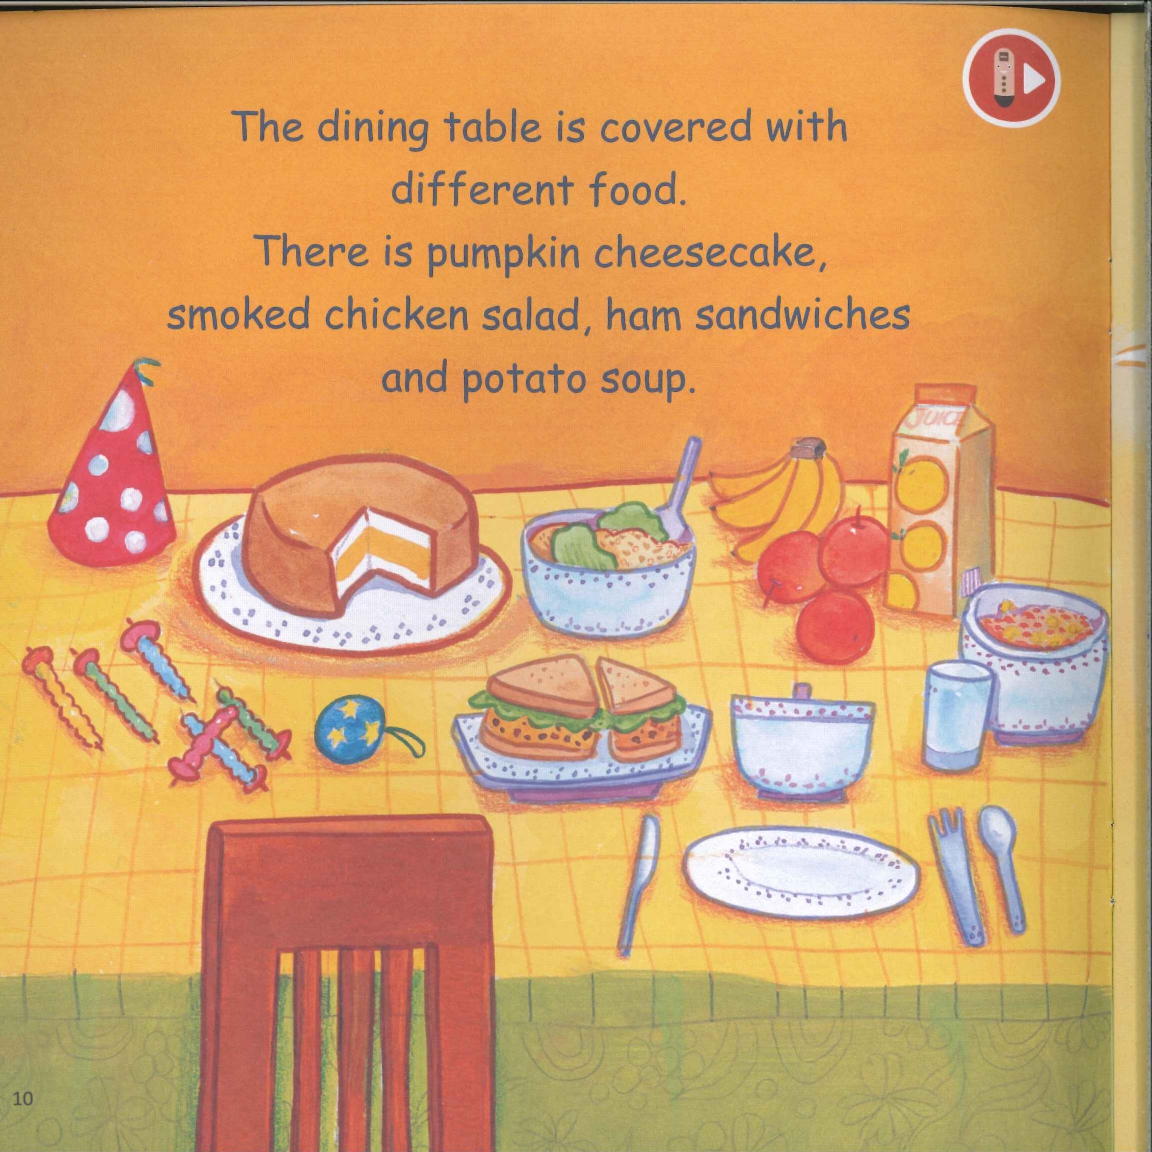 The dining table is covered with
different food.
There is pumpkin cheesecake,
smoked chicken salad, ham sandwiches
and potato soup.
JUICE
10